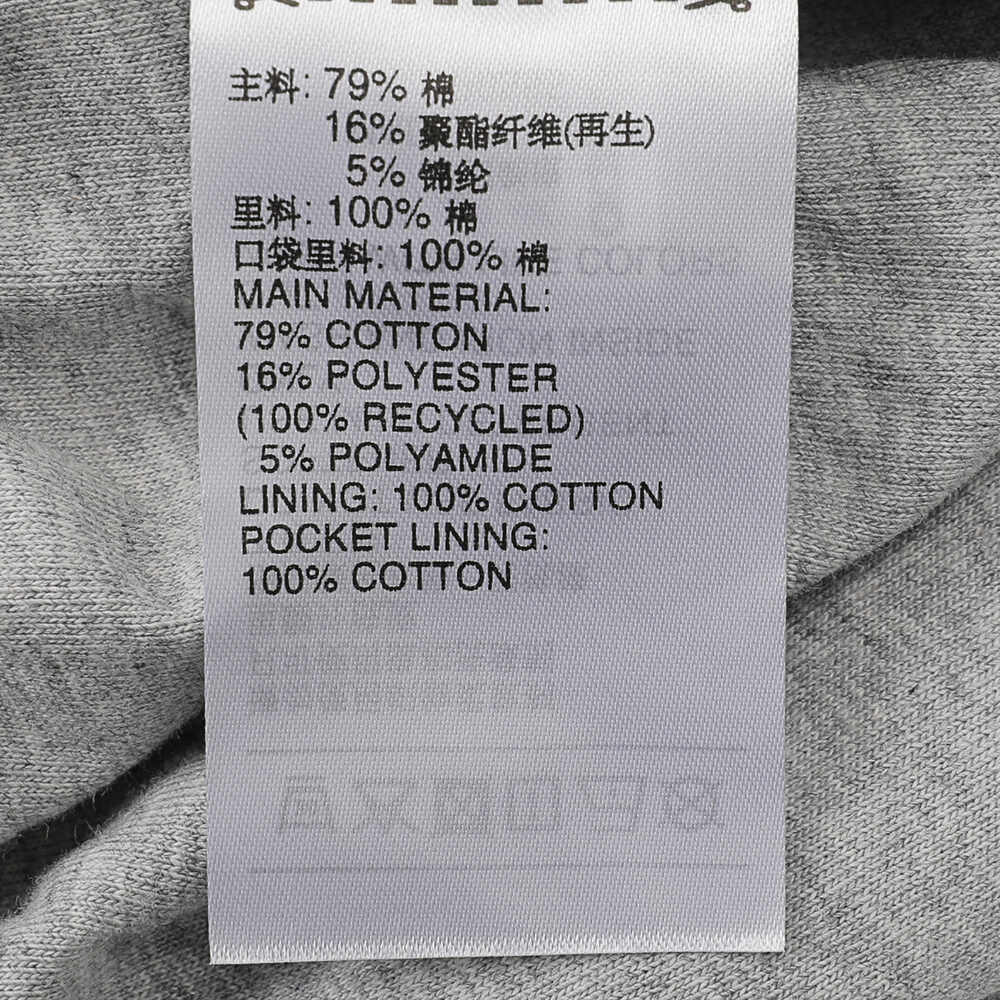 主料: 79% 棉
16% 聚酯纤维(再生)
5% 锦纶
里料: 100% 棉
口袋里料: 100% 棉
MAIN MATERIAL:
79% COTTON
16% POLYESTER
(100% RECYCLED)
5% POLYAMIDE
LINING: 100% COTTON
POCKET LINING:
100% COTTON